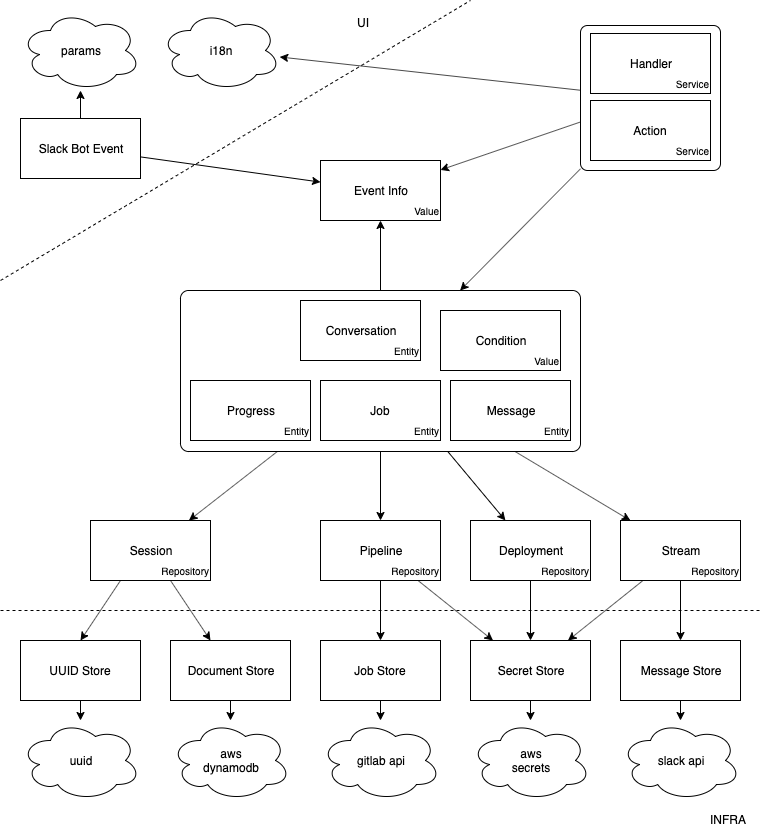 UI
params
i18n
Handler
Service
Action
Service
Slack Bot Event
Event Info
Value
Conversation
Entity
Condition
Value
Progress
Entity
Job
Entity
Message
Entity
Session
Repository
Pipeline
Repository
Deployment
Repository
Stream
Repository
UUID Store
Document Store
Job Store
Secret Store
Message Store
uuid
aws
dynamodb
gitlab api
aws
secrets
slack api
INFRA